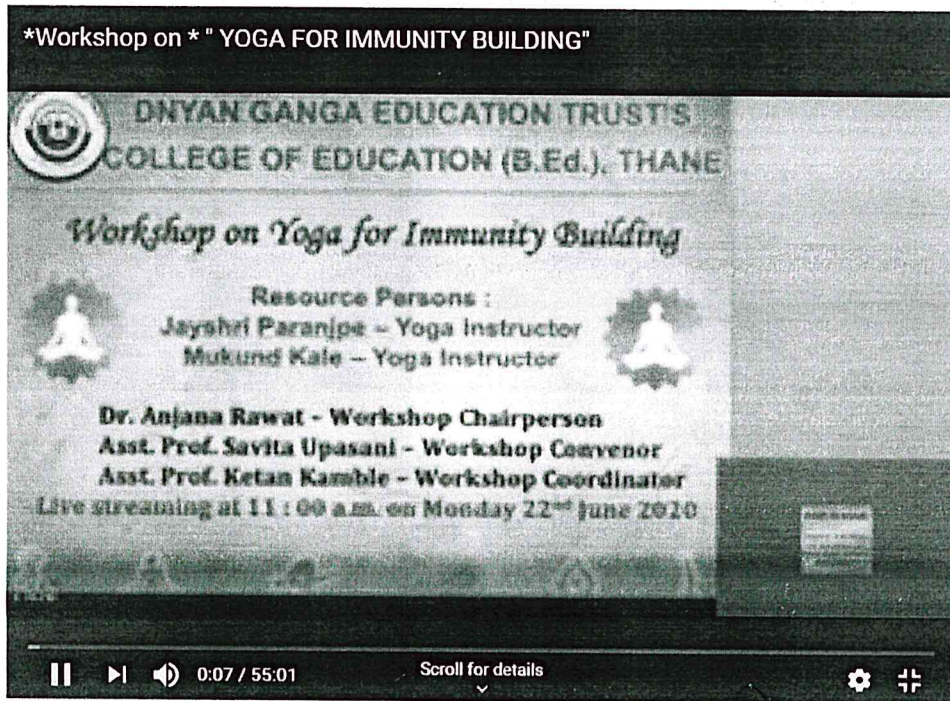 *Workshop on * " YOGA FOR IMMUNITY BUILDING"
DNYAN GANGA EDUCATION TRUST'S
COLLEGE OF EDUCATION (B.Ed.), THANE
Workshop on Yoga for Immunity Building
Resource Persons :
Jayshri Paranjpe – Yoga Instructor
Mukund Kale – Yoga Instructor
Dr. Anjana Rawat - Workshop Chairperson
Asst. Prof. Savita Upasani - Workshop Convenor
Asst. Prof. Ketan Kamble - Workshop Coordinator
Live streaming at 11 : 00 a.m. on Monday 22nd June 2020
0:07 / 55:01
Scroll for details